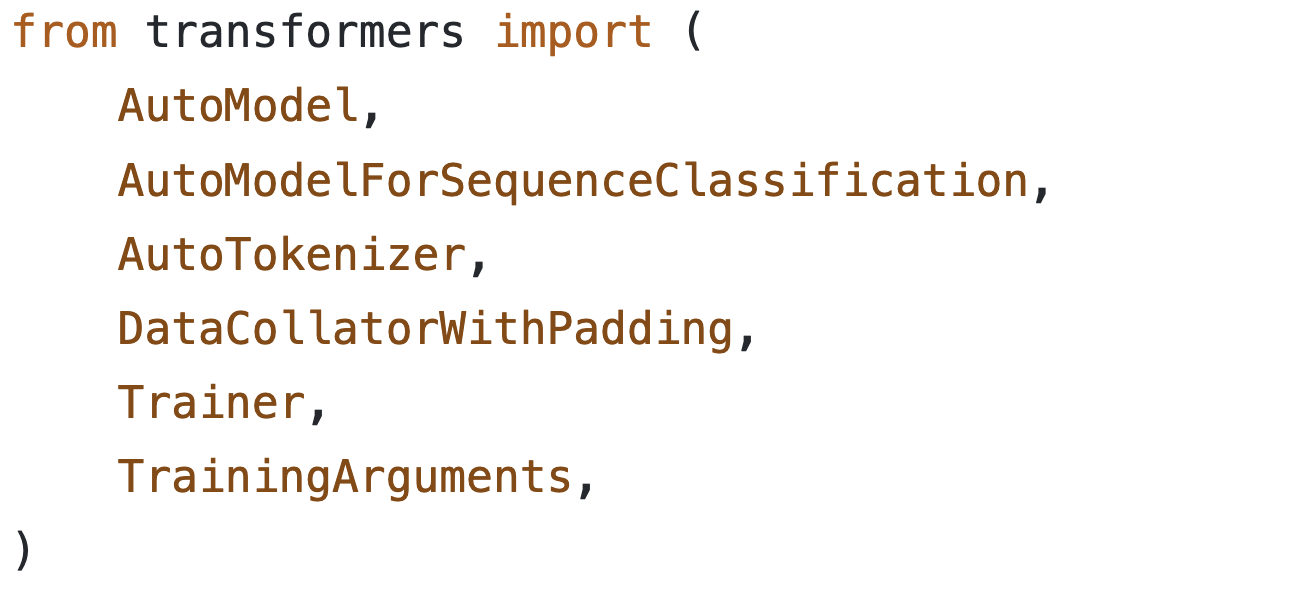 from transformers import (
    AutoModel,
    AutoModelForSequenceClassification,
    AutoTokenizer,
    DataCollatorWithPadding,
    Trainer,
    TrainingArguments,
)